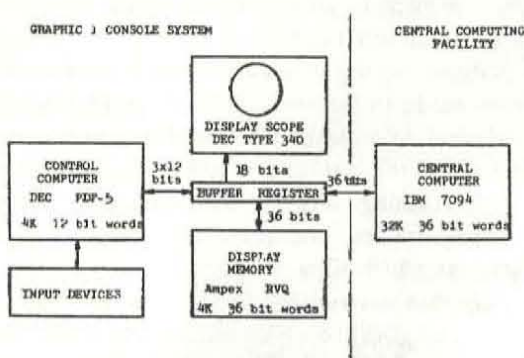 GRAPHIC 1 CONSOLE SYSTEM
CENTRAL COMPUTING
FACILITY
DISPLAY SCOPE
DEC TYPE 340
CONTROL
COMPUTER
DEC PDP-5
4K 12 bit words
3x12
bits
18 bits
BUFFER REGISTER
36 bits
36 bits
CENTRAL
COMPUTER
IBM 7094
32K 36 bit words
DISPLAY
MEMORY
Ampex RVQ
4K 36 bit words
INPUT DEVICES